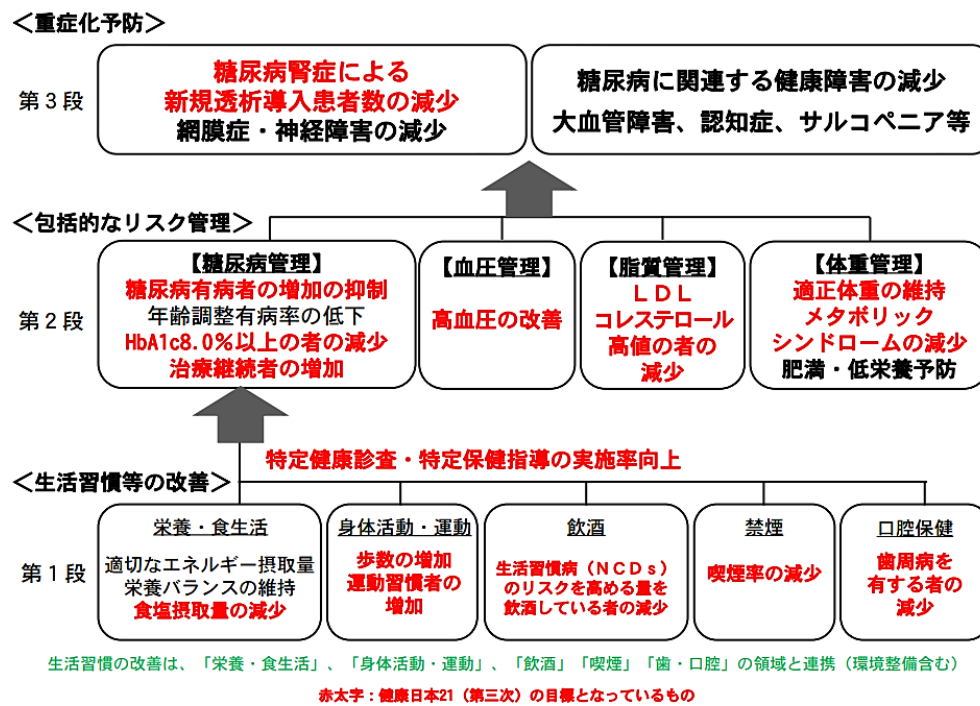 ＜重症化予防＞
第３段
糖尿病腎症による
新規透析導入患者数の減少
網膜症・神経障害の減少
糖尿病に関連する健康障害の減少
大血管障害、認知症、サルコペニア等
＜包括的なリスク管理＞
第２段
【糖尿病管理】
糖尿病有病者の増加の抑制
年齢調整有病率の低下
HbA1c8.0％以上の者の減少
治療継続者の増加
【血圧管理】
高血圧の改善
【脂質管理】
ＬＤＬ
コレステロール
高値の者の
減少
【体重管理】
適正体重の維持
メタボリック
シンドロームの減少
肥満・低栄養予防
特定健康診査・特定保健指導の実施率向上
＜生活習慣等の改善＞
第１段
栄養・食生活
適切なエネルギー摂取量
栄養バランスの維持
食塩摂取量の減少
身体活動・運動
歩数の増加
運動習慣者の
増加
飲酒
生活習慣病（ＮＣＤｓ）
のリスクを高める量を
飲酒している者の減少
禁煙
喫煙率の減少
口腔保健
歯周病を
有する者の
減少
生活習慣の改善は、「栄養・食生活」、「身体活動・運動」、「飲酒」「喫煙」「歯・口腔」の領域と連携（環境整備含む）
赤太字：健康日本21（第三次）の目標となっているもの